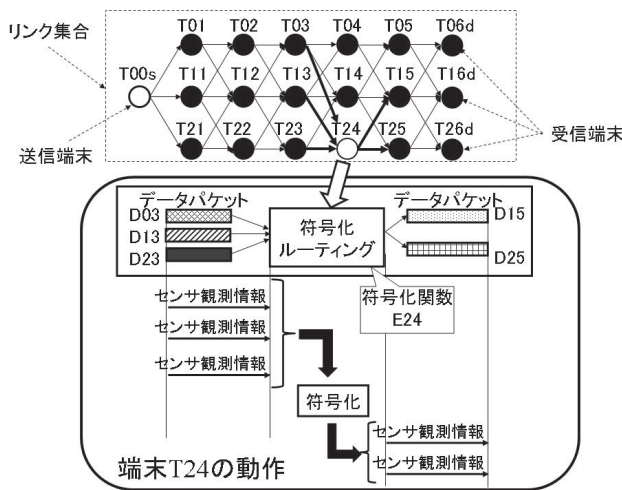 リンク集合
T01 T02 T03 T04 T05 T06d
T00s
T11 T12 T13 T14 T15 T16d
T21 T22 T23 T24 T25 T26d
送信端末
受信端末
データパケット
データパケット
D03
D13
D23
符号化
ルーティング
D15
D25
符号化関数
E24
センサ観測情報
センサ観測情報
センサ観測情報
符号化
センサ観測情報
センサ観測情報
端末T24の動作